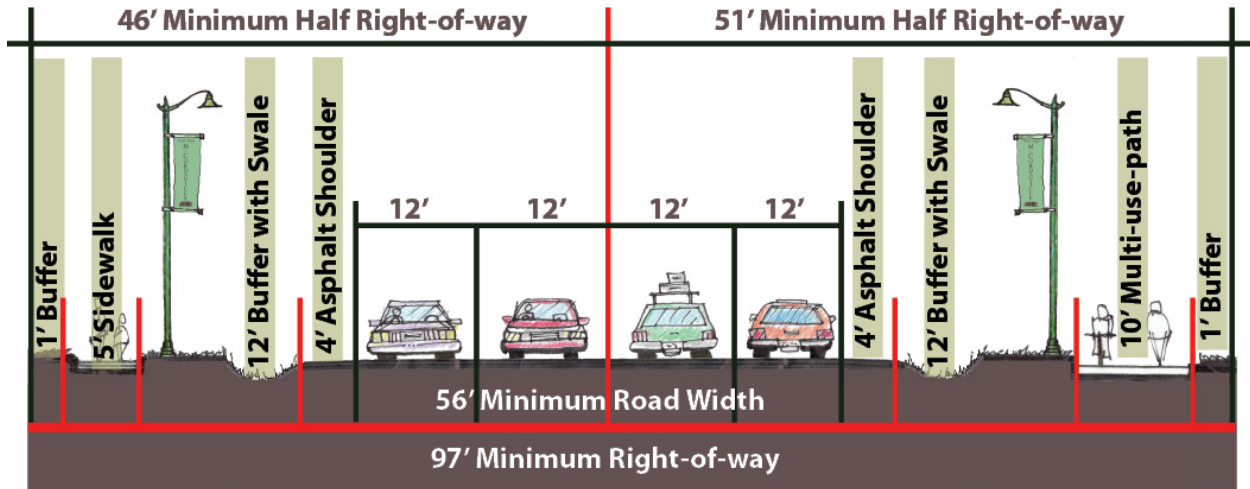 46’ Minimum Half Right-of-way
51’ Minimum Half Right-of-way
1’ Buffer
5’ Sidewalk
12’ Buffer with Swale
4’ Asphalt Shoulder
12’
12’
12’
12’
4’ Asphalt Shoulder
12’ Buffer with Swale
10’ Multi-use-path
1’ Buffer
56’ Minimum Road Width
97’ Minimum Right-of-way